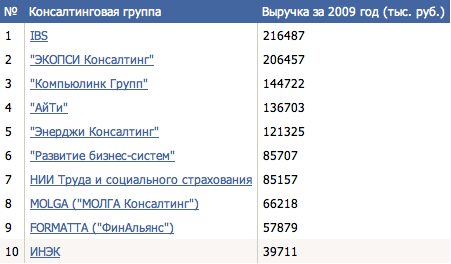 № Консалтинговая группа Выручка за 2009 год (тыс. руб.)
1 IBS 216487
2 "ЭКОПСИ Консалтинг" 206457
3 "Компьюлинк Групп" 144722
4 "АйТи" 136703
5 "Энерджи Консалтинг" 121325
6 "Развитие бизнес-систем" 85707
7 НИИ Труда и социального страхования 85157
8 MOLGA ("МОЛГА Консалтинг") 66218
9 FORMATTA ("ФинАльянс") 57879
10 ИНЭК 39711